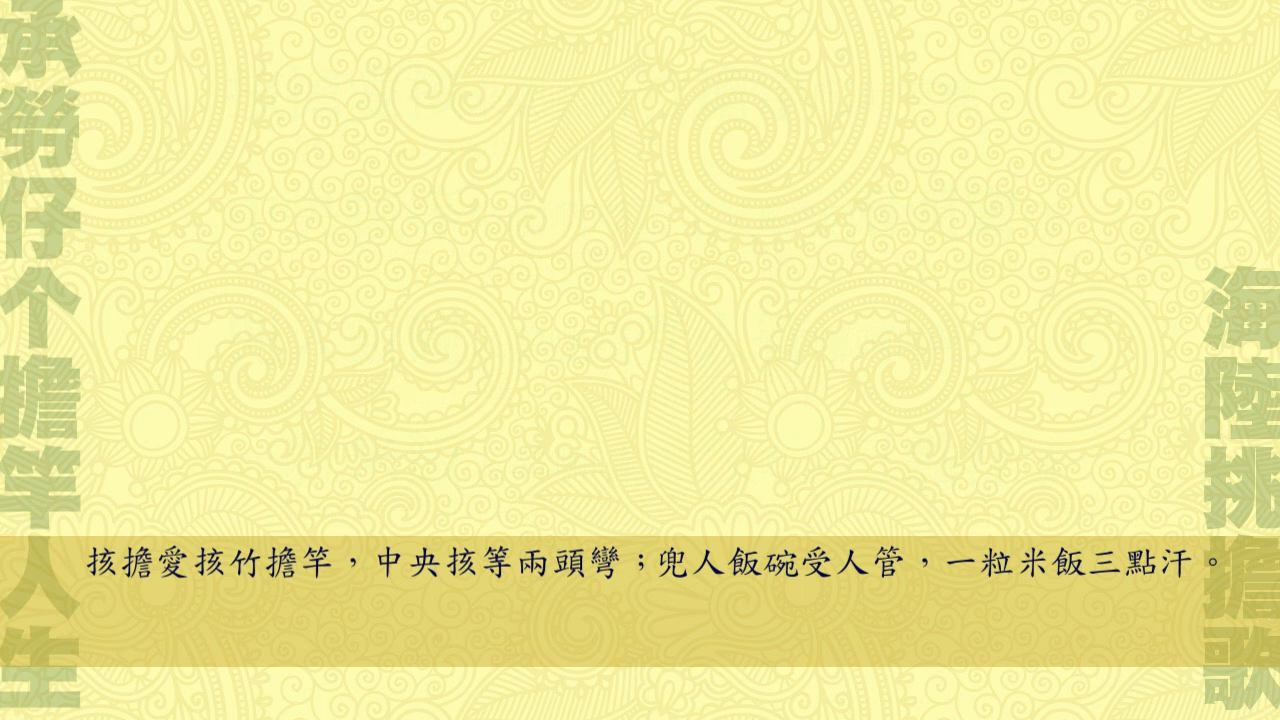 承勞仔个擔竿人生
核擔愛核竹擔竿，中央核等兩頭彎；兜人飯碗受人管，一粒米飯三點汗。
海陸挑擔歌